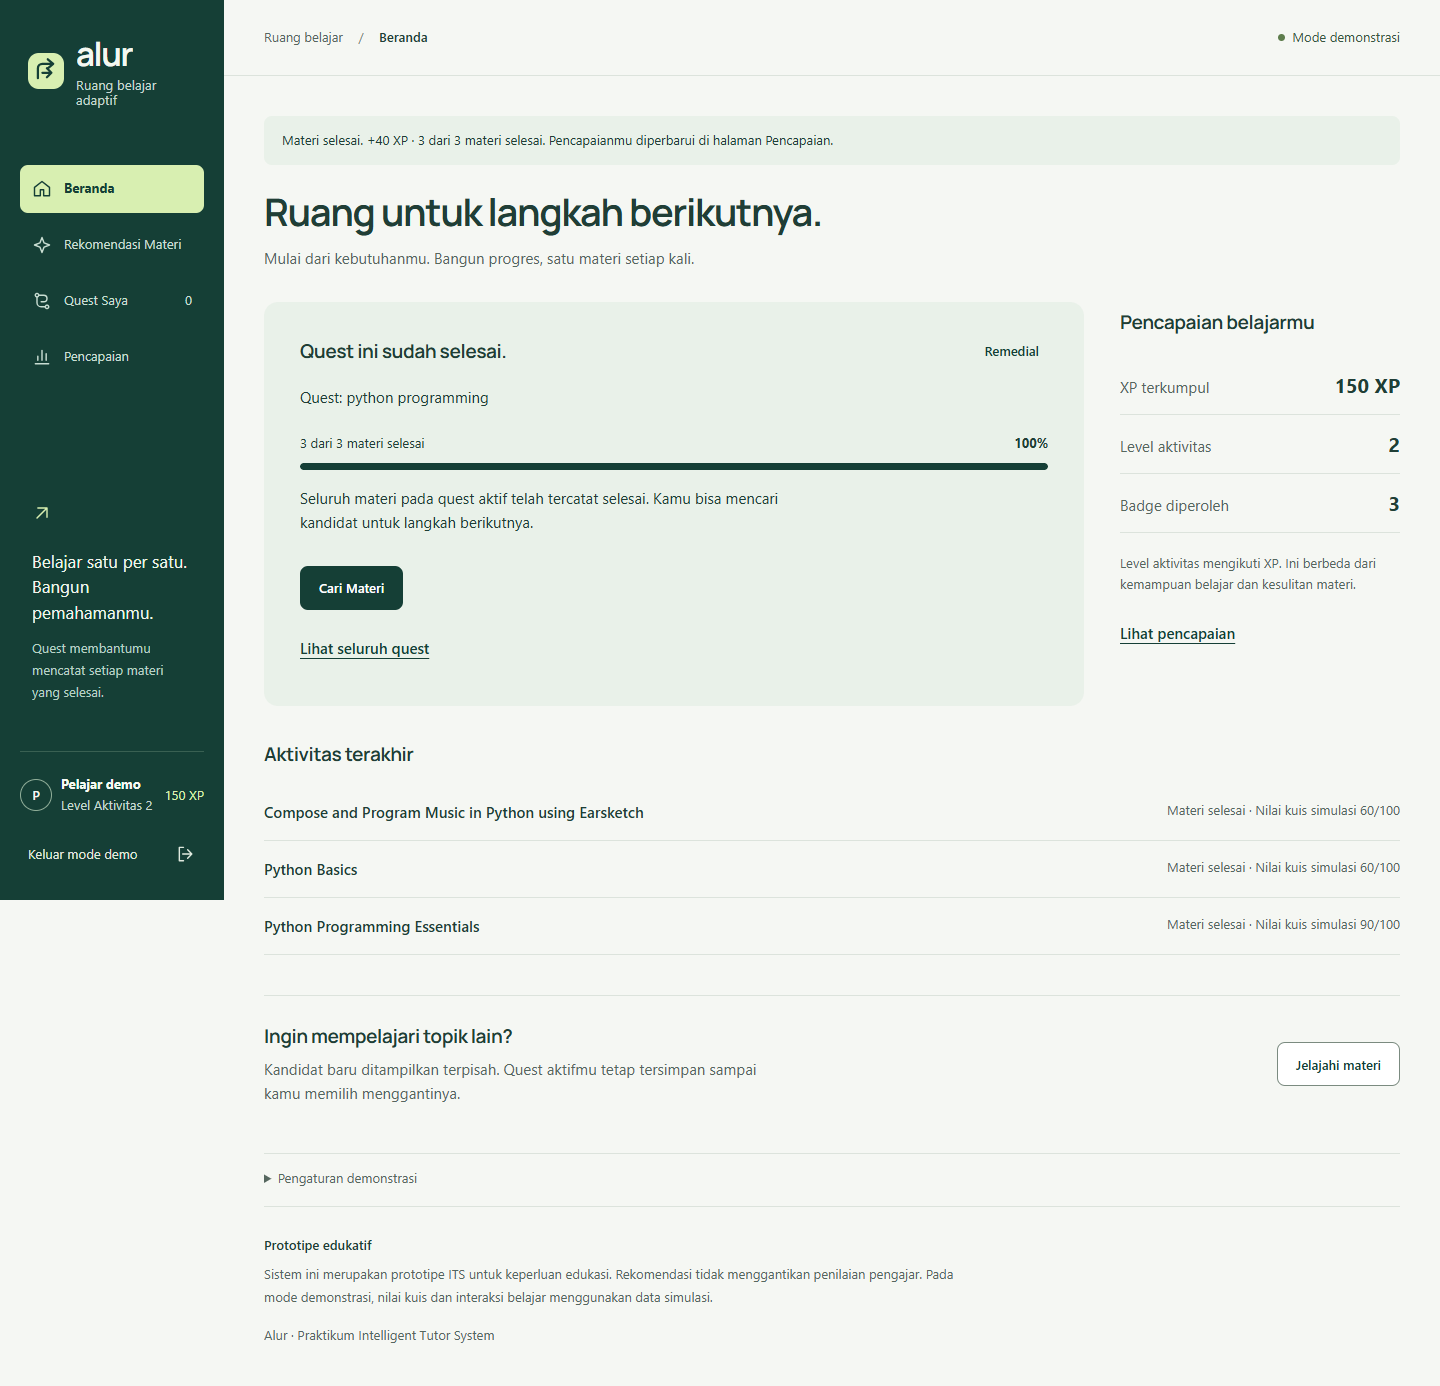 alur
Ruang belajar
adaptif
Beranda
Rekomendasi Materi
Quest Saya 0
Pencapaian
Belajar satu per satu.
Bangun
pemahamanmu.
Quest membantumu
mencatat setiap materi
yang selesai.
P
Pelajar demo
Level Aktivitas 2
150 XP
Keluar mode demo
Ruang belajar / Beranda
Mode demonstrasi
Materi selesai. +40 XP · 3 dari 3 materi selesai. Pencapaianmu diperbarui di halaman Pencapaian.
Ruang untuk langkah berikutnya.
Mulai dari kebutuhanmu. Bangun progres, satu materi setiap kali.
Quest ini sudah selesai.
Remedial
Quest: python programming
3 dari 3 materi selesai 100%
Seluruh materi pada quest aktif telah tercatat selesai. Kamu bisa mencari
kandidat untuk langkah berikutnya.
Cari Materi
Lihat seluruh quest
Pencapaian belajarmu
XP terkumpul 150 XP
Level aktivitas 2
Badge diperoleh 3
Level aktivitas mengikuti XP. Ini berbeda dari
kemampuan belajar dan kesulitan materi.
Lihat pencapaian
Aktivitas terakhir
Compose and Program Music in Python using Earsketch Materi selesai · Nilai kuis simulasi 60/100
Python Basics Materi selesai · Nilai kuis simulasi 60/100
Python Programming Essentials Materi selesai · Nilai kuis simulasi 90/100
Ingin mempelajari topik lain?
Kandidat baru ditampilkan terpisah. Quest aktifmu tetap tersimpan sampai
kamu memilih menggantinya.
Jelajahi materi
Pengaturan demonstrasi
Prototipe edukatif
Sistem ini merupakan prototipe ITS untuk keperluan edukasi. Rekomendasi tidak menggantikan penilaian pengajar. Pada
mode demonstrasi, nilai kuis dan interaksi belajar menggunakan data simulasi.
Alur · Praktikum Intelligent Tutor System